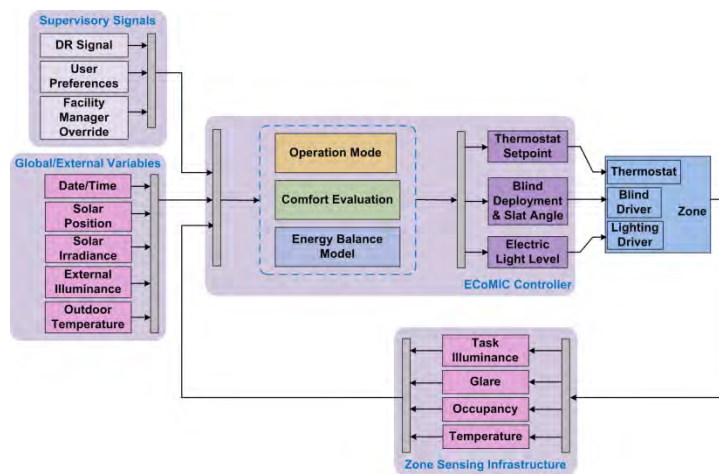 Supervisory Signals
DR Signal
User
Preferences
Facility
Manager
Override
Global/External Variables
Date/Time
Solar
Position
Solar
Irradiance
External
Illuminance
Outdoor
Temperature
Operation Mode
Comfort Evaluation
Energy Balance
Model
Thermostat
Setpoint
Blind
Deployment
& Slat Angle
Electric
Light Level
ECoMiC Controller
Thermostat
Blind
Driver
Zone
Lighting
Driver
Task
Illuminance
Glare
Occupancy
Temperature
Zone Sensing Infrastructure